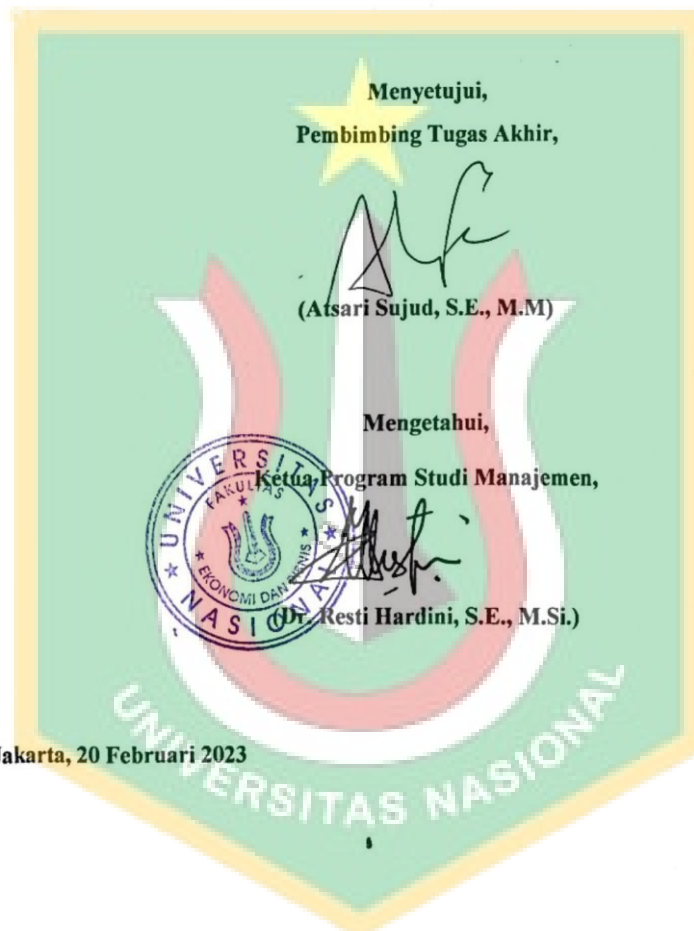 Menyetujui,
Pembimbing Tugas Akhir,
(Atsari Sujud, S.E., M.M)
Mengetahui,
Ketua Program Studi Manajemen,
UNIVERSITAS NASIONAL
FAKULTAS
EKONOMI DAN BISNIS
(Dr. Resti Hardini, S.E., M.Si.)
Jakarta, 20 Februari 2023
UNIVERSITAS NASIONAL